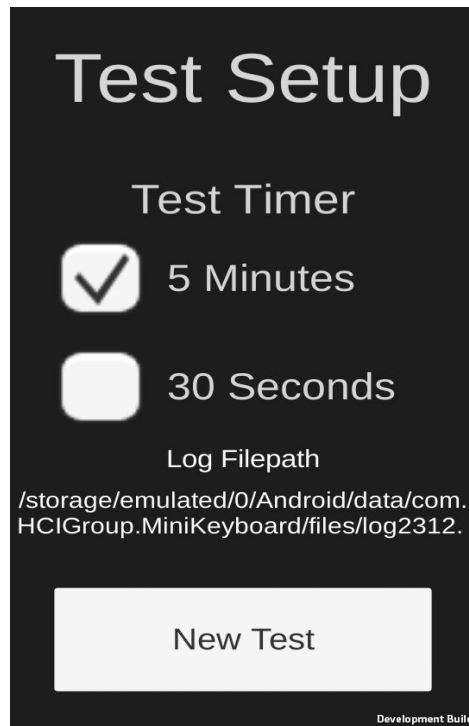 Test Setup
Test Timer
5 Minutes
30 Seconds
Log Filepath
/storage/emulated/0/Android/data/com.
HCIGroup.MiniKeyboard/files/log2312.
New Test
Development Build